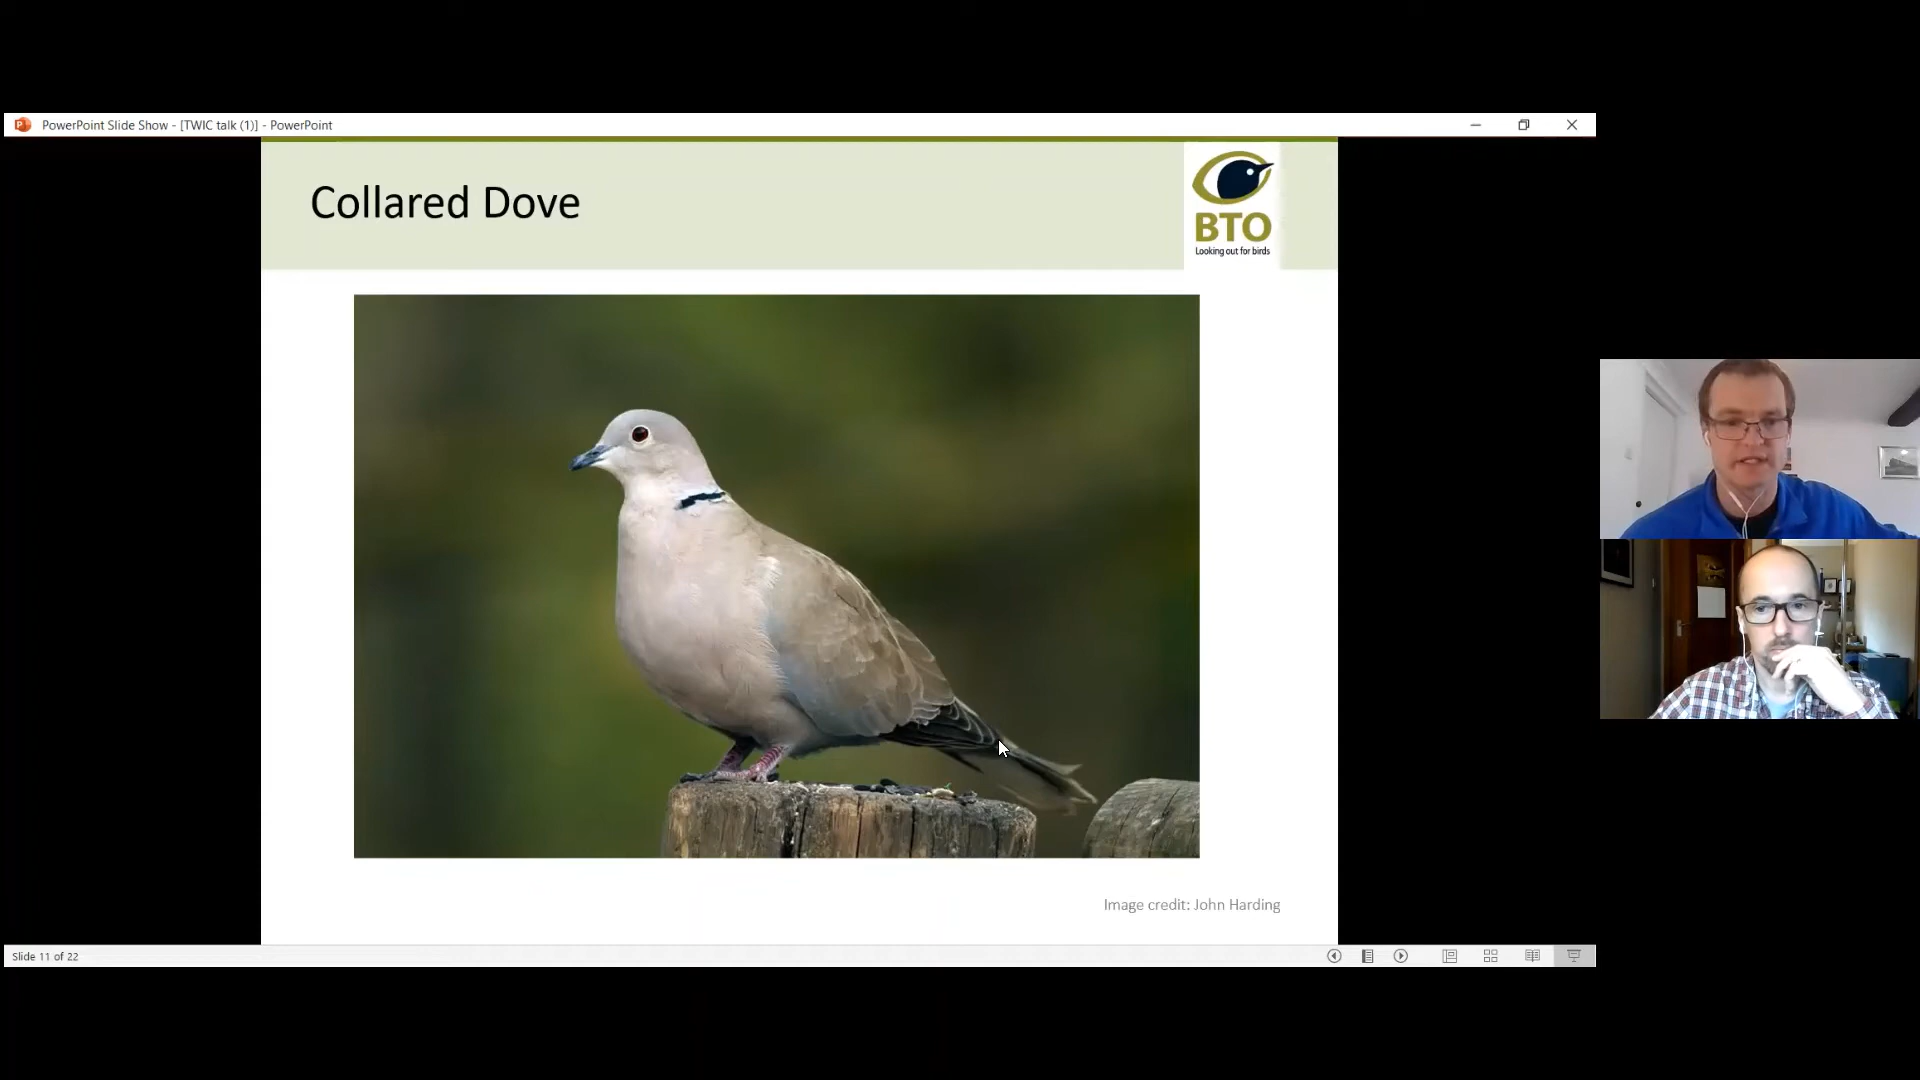 PowerPoint Slide Show - [TWIC talk (1)] - PowerPoint
Collared Dove
BTO
Looking out for birds
Image credit: John Harding
Slide 11 of 22